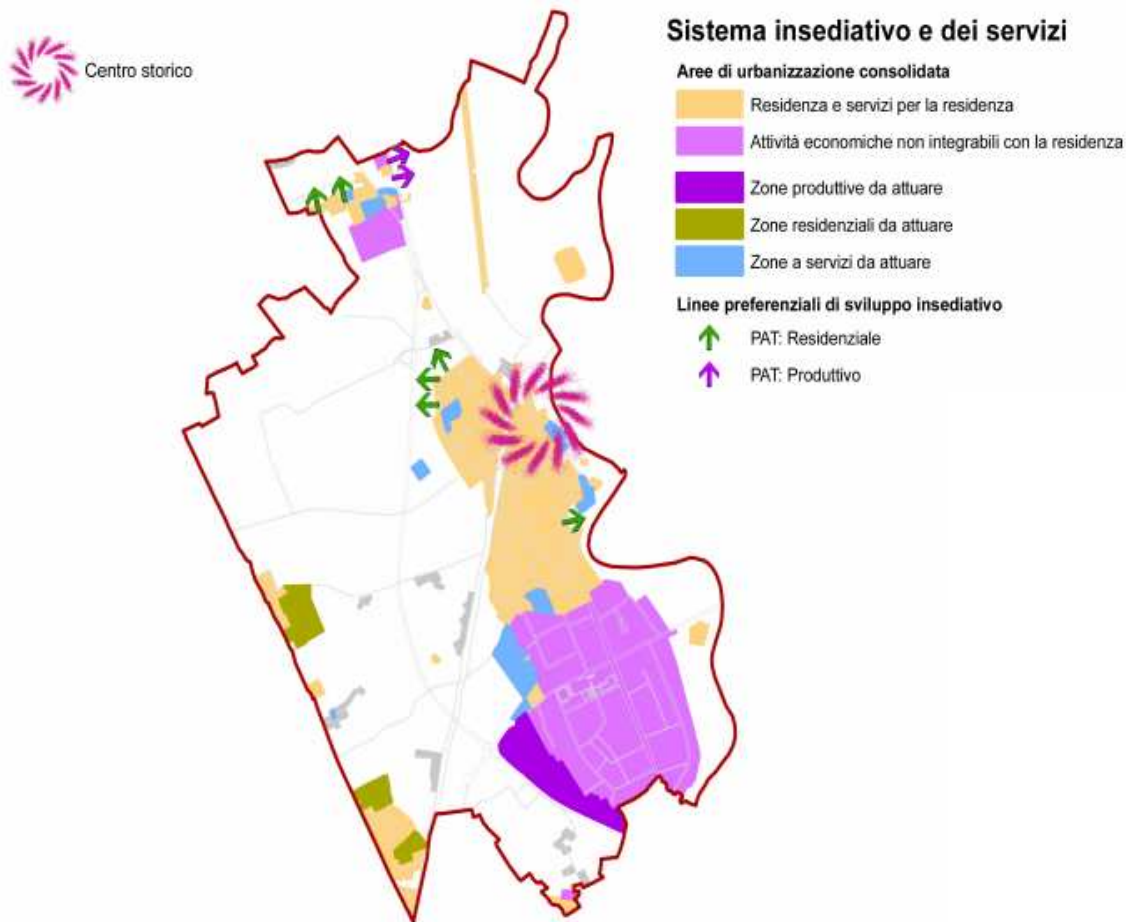 Centro storico
Sistema insediativo e dei servizi
Aree di urbanizzazione consolidata
Residenza e servizi per la residenza
Attività economiche non integrabili con la residenza
Zone produttive da attuare
Zone residenziali da attuare
Zone a servizi da attuare
Linee preferenziali di sviluppo insediativo
PAT: Residenziale
PAT: Produttivo